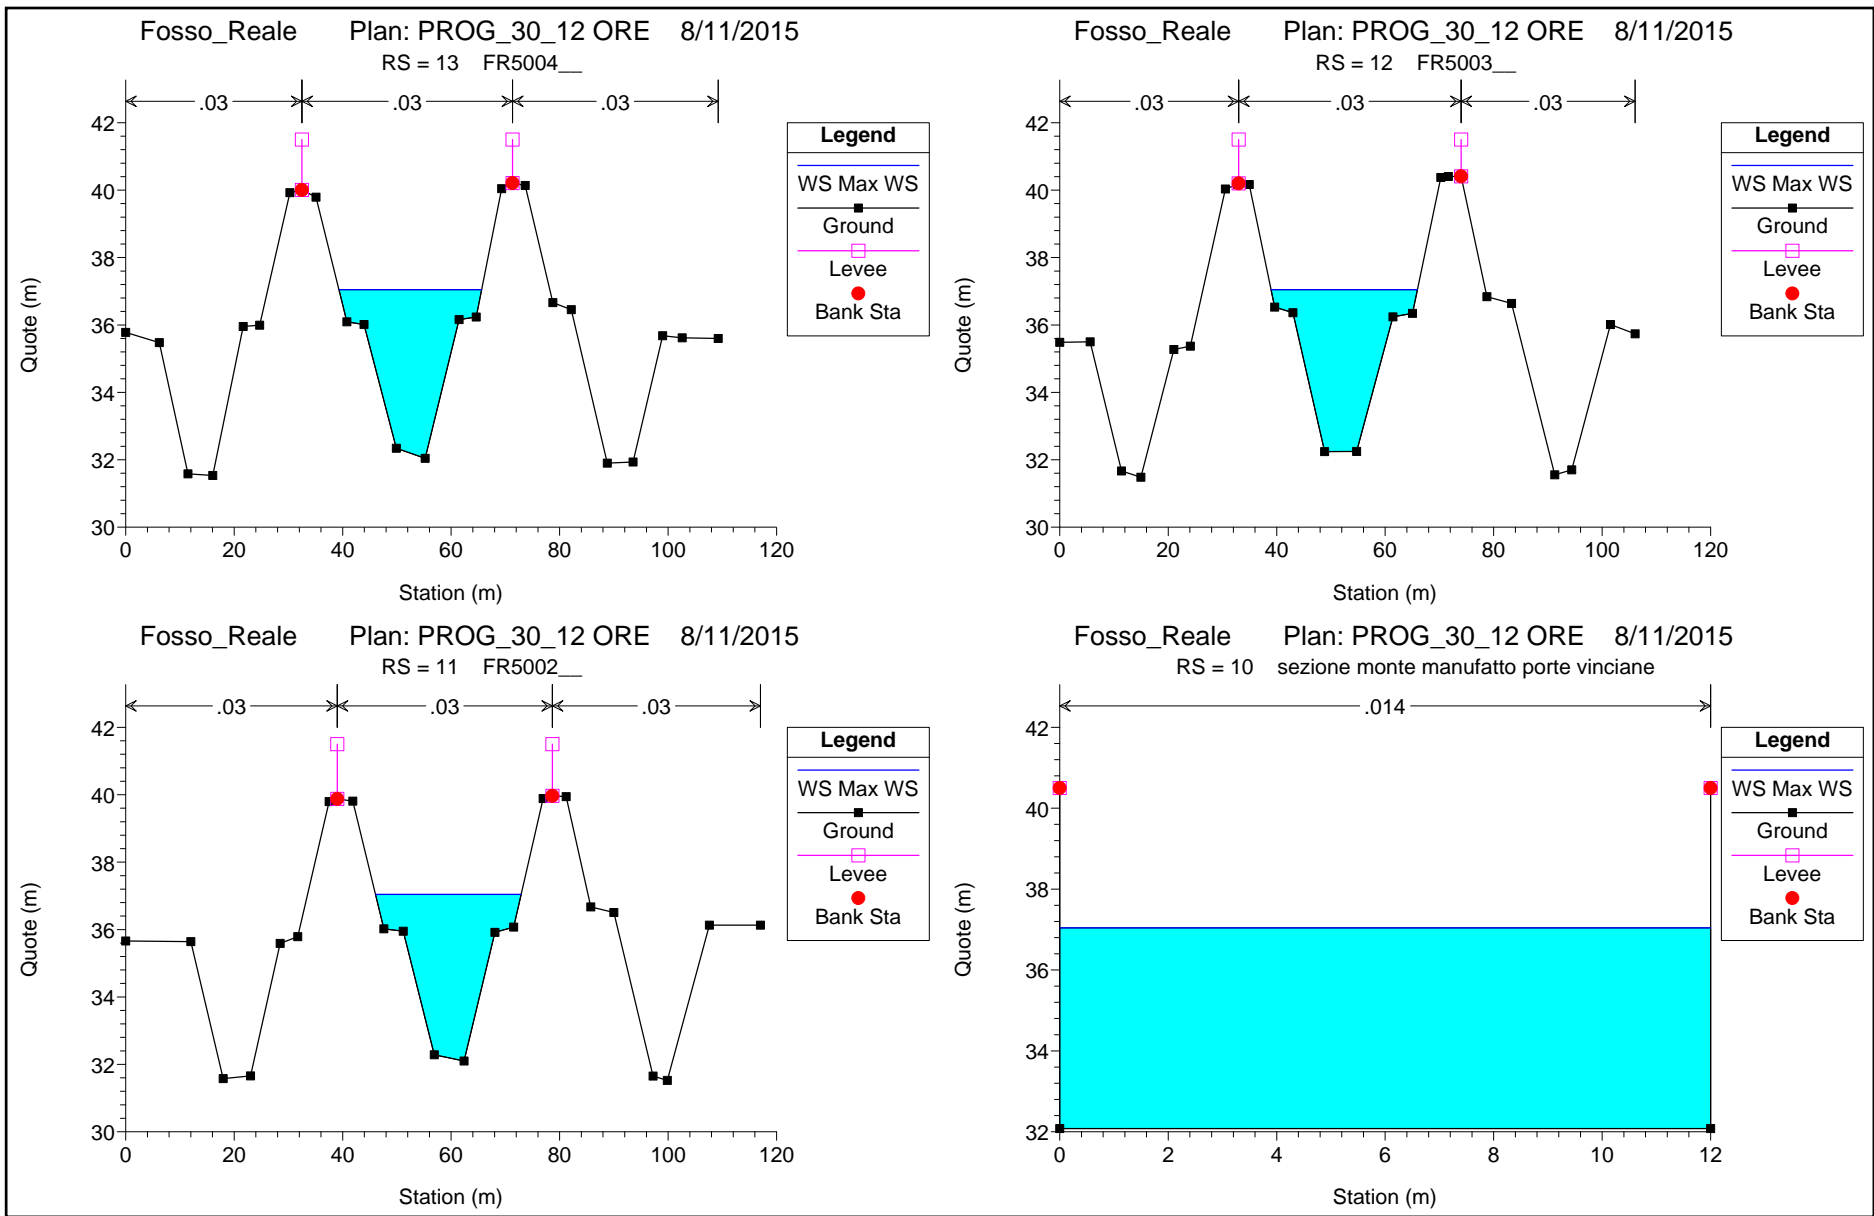 Fosso_Reale Plan: PROG_30_12 ORE 8/11/2015
RS = 13 FR5004__
.03 .03 .03
42
40
38
36
34
32
30
0 20 40 60 80 100 120
Station (m)
Quote (m)
Legend
WS Max WS
Ground
Levee
Bank Sta
Fosso_Reale Plan: PROG_30_12 ORE 8/11/2015
RS = 12 FR5003__
.03 .03 .03
42
40
38
36
34
32
30
0 20 40 60 80 100 120
Station (m)
Quote (m)
Legend
WS Max WS
Ground
Levee
Bank Sta
Fosso_Reale Plan: PROG_30_12 ORE 8/11/2015
RS = 11 FR5002__
.03 .03 .03
42
40
38
36
34
32
30
0 20 40 60 80 100 120
Station (m)
Quote (m)
Legend
WS Max WS
Ground
Levee
Bank Sta
Fosso_Reale Plan: PROG_30_12 ORE 8/11/2015
RS = 10 sezione monte manufatto porte vinciane
.014
42
40
38
36
34
32
0 2 4 6 8 10 12
Station (m)
Quote (m)
Legend
WS Max WS
Ground
Levee
Bank Sta